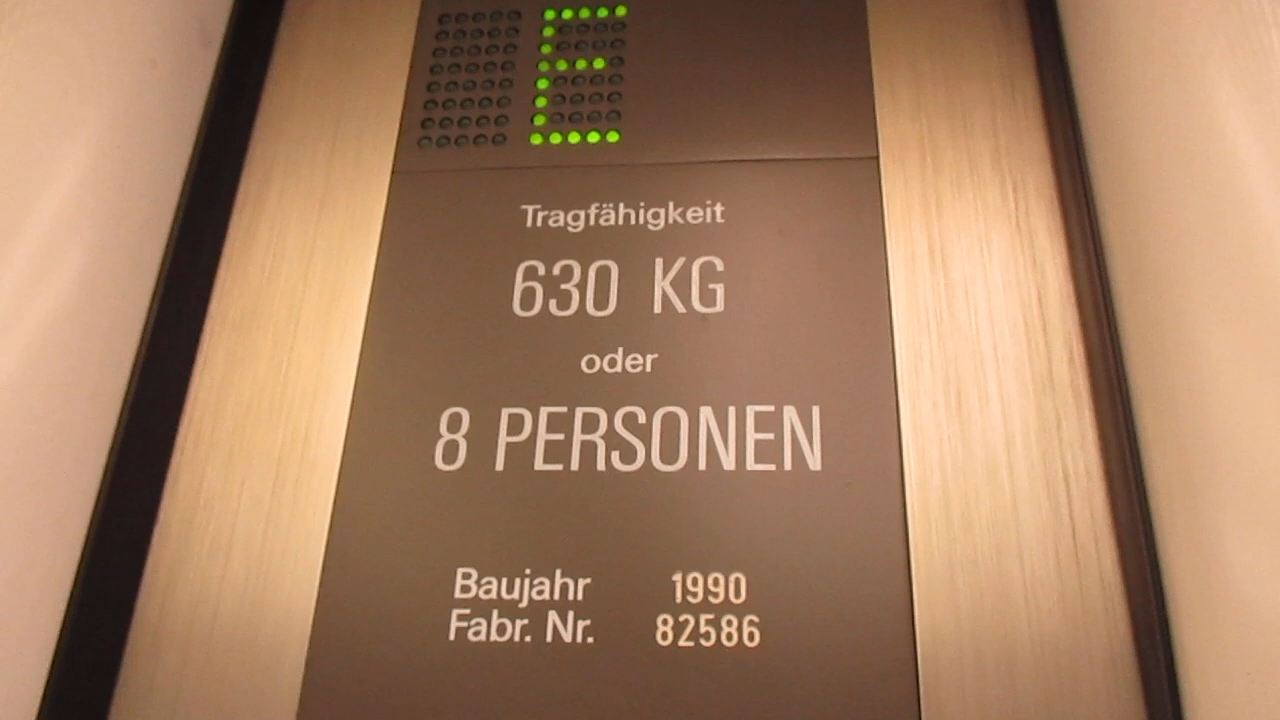 E
Tragfähigkeit
630 KG
oder
8 PERSONEN
Baujahr 1990
Fabr. Nr. 82586